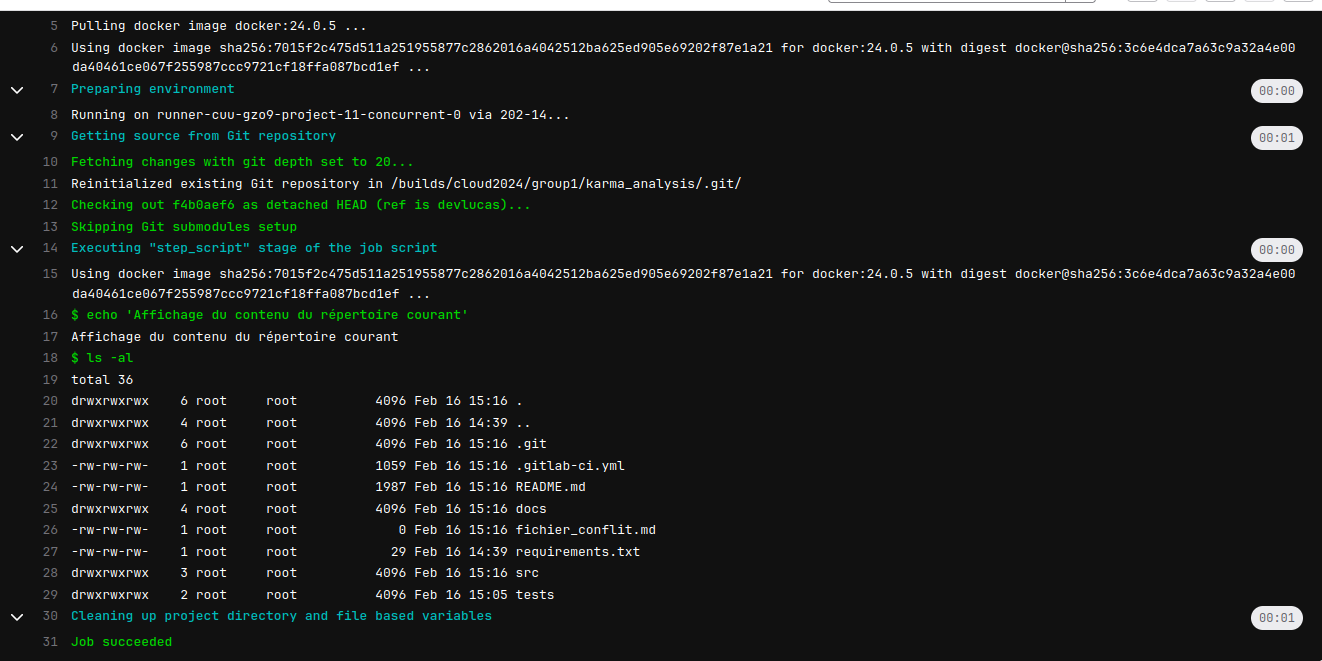 5 Pulling docker image docker:24.0.5 ...
6 Using docker image sha256:7015f2c475d511a251955877c2862016a4042512ba625ed905e69202f87e1a21 for docker:24.0.5 with digest docker@sha256:3c6e4dca7a63c9a32a4e00
da40461ce067f255987ccc9721cf18ffa087bcd1ef ...
7 Preparing environment 00:00
8 Running on runner-cuu-gzo9-project-11-concurrent-0 via 202-14...
9 Getting source from Git repository 00:01
10 Fetching changes with git depth set to 20...
11 Reinitialized existing Git repository in /builds/cloud2024/group1/karma_analysis/.git/
12 Checking out f4b0aef6 as detached HEAD (ref is devlucas)...
13 Skipping Git submodules setup
14 Executing "step_script" stage of the job script 00:00
15 Using docker image sha256:7015f2c475d511a251955877c2862016a4042512ba625ed905e69202f87e1a21 for docker:24.0.5 with digest docker@sha256:3c6e4dca7a63c9a32a4e00
da40461ce067f255987ccc9721cf18ffa087bcd1ef ...
16 $ echo 'Affichage du contenu du répertoire courant'
17 Affichage du contenu du répertoire courant
18 $ ls -al
19 total 36
20 drwxrwxrwx 6 root root 4096 Feb 16 15:16 .
21 drwxrwxrwx 4 root root 4096 Feb 16 14:39 ..
22 drwxrwxrwx 6 root root 4096 Feb 16 15:16 .git
23 -rw-rw-rw- 1 root root 1059 Feb 16 15:16 .gitlab-ci.yml
24 -rw-rw-rw- 1 root root 1987 Feb 16 15:16 README.md
25 drwxrwxrwx 4 root root 4096 Feb 16 15:16 docs
26 -rw-rw-rw- 1 root root 0 Feb 16 15:16 fichier_conflit.md
27 -rw-rw-rw- 1 root root 29 Feb 16 14:39 requirements.txt
28 drwxrwxrwx 3 root root 4096 Feb 16 15:16 src
29 drwxrwxrwx 2 root root 4096 Feb 16 15:05 tests
30 Cleaning up project directory and file based variables 00:01
31 Job succeeded